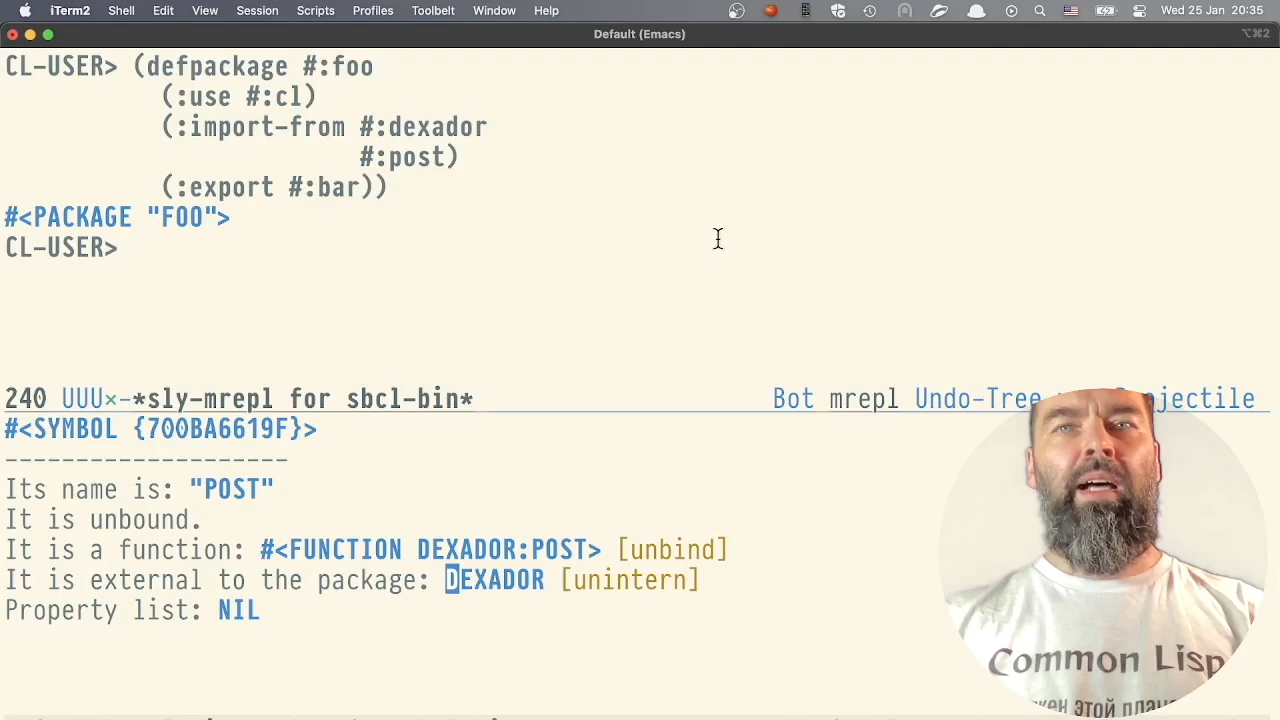 iTerm2 Shell Edit View Session Scripts Profiles Toolbelt Window Help Wed 25 Jan 20:35
Default (Emacs) ⌥⌘2
CL-USER> (defpackage #:foo
(:use #:cl)
(:import-from #:dexador
#:post)
(:export #:bar))
#<PACKAGE "FOO">
CL-USER>
240 UUU×-*sly-mrepl for sbcl-bin* Bot mrepl Undo-Tree
#<SYMBOL {700BA6619F}>
--------------------
Its name is: "POST"
It is unbound.
It is a function: #<FUNCTION DEXADOR:POST> [unbind]
It is external to the package: DEXADOR [unintern]
Property list: NIL
Common Lisp
этой